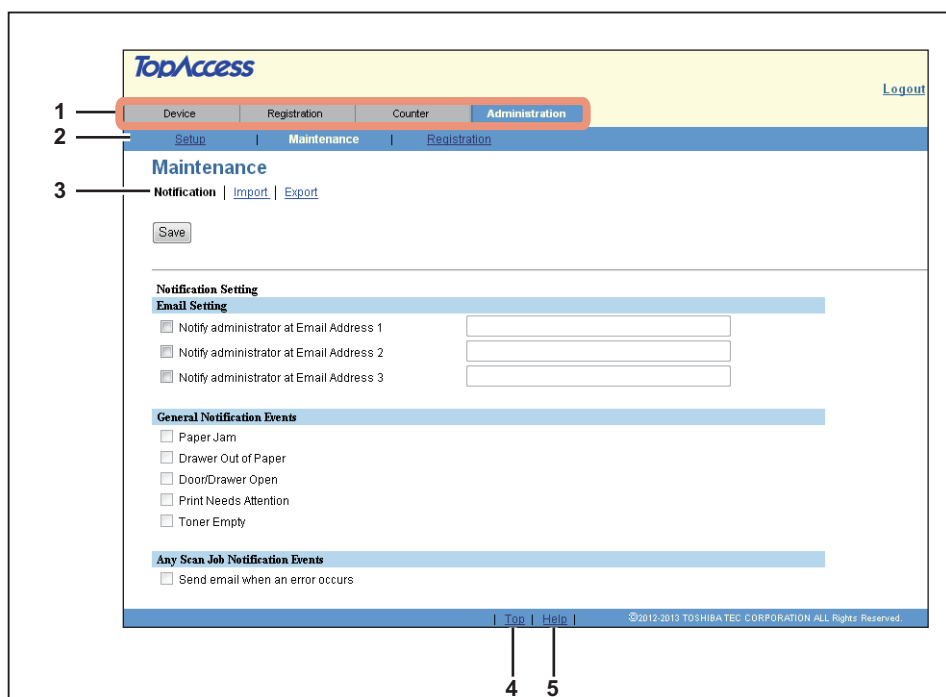 TopAccess
Logout
1
Device Registration Counter Administration
2
Setup | Maintenance | Registration
Maintenance
3
Notification | Import | Export
Save
Notification Setting
Email Setting
Notify administrator at Email Address 1
Notify administrator at Email Address 2
Notify administrator at Email Address 3
General Notification Events
Paper Jam
Drawer Out of Paper
Door/Drawer Open
Print Needs Attention
Toner Empty
Any Scan Job Notification Events
Send email when an error occurs
| Top | Help | ©2012-2013 TOSHIBA TEC CORPORATION ALL Rights Reserved.
4 5